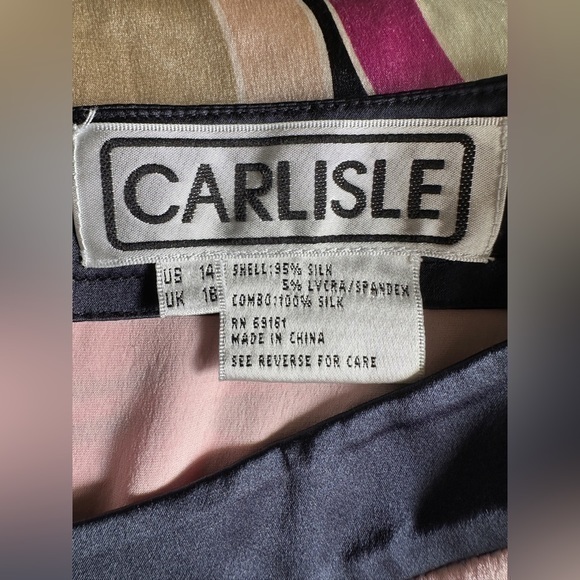 CARLISLE
US 14
UK 18
SHELL:95% SILK
5% LYCRA/SPANDEX
COMBO:100% SILK
RN 69161
MADE IN CHINA
SEE REVERSE FOR CARE